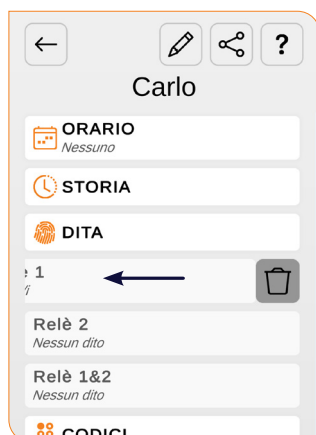 ?
Carlo
ORARIO
Nessuno
STORIA
DITA
1
Relè 2
Nessun dito
Relè 1&2
Nessun dito
CODICI